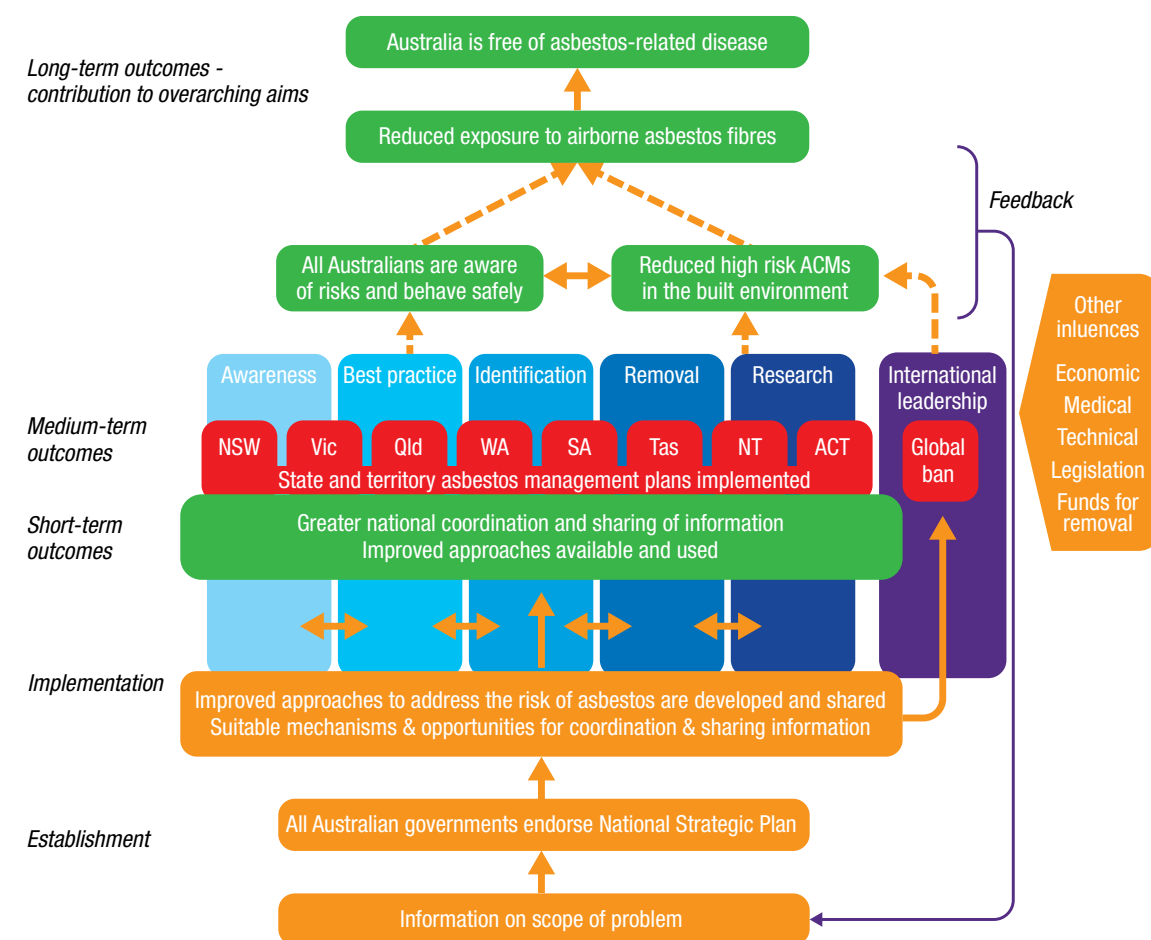 Australia is free of asbestos-related disease
Long-term outcomes -
contribution to overarching aims
Reduced exposure to airborne asbestos fibres
Feedback
All Australians are aware
of risks and behave safely
Reduced high risk ACMs
in the built environment
Other
inluences
Economic
Medical
Technical
Legislation
Funds for
removal
Awareness
Best practice
Identification
Removal
Research
International
leadership
Medium-term
outcomes
NSW
Vic
Qld
WA
SA
Tas
NT
ACT
Global
ban
State and territory asbestos management plans implemented
Short-term
outcomes
Greater national coordination and sharing of information
Improved approaches available and used
Implementation
Improved approaches to address the risk of asbestos are developed and shared
Suitable mechanisms & opportunities for coordination & sharing information
Establishment
All Australian governments endorse National Strategic Plan
Information on scope of problem